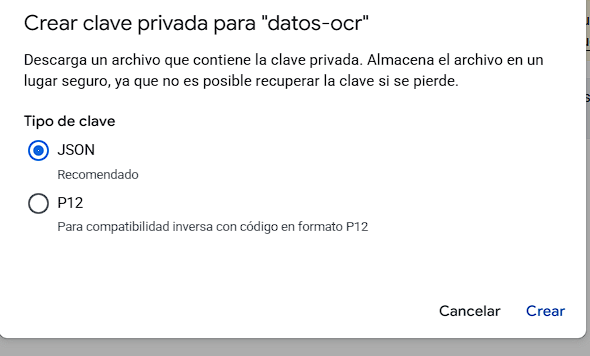 Crear clave privada para "datos-ocr"
Descarga un archivo que contiene la clave privada. Almacena el archivo en un
lugar seguro, ya que no es posible recuperar la clave si se pierde.
Tipo de clave
JSON
Recomendado
P12
Para compatibilidad inversa con código en formato P12
Cancelar Crear